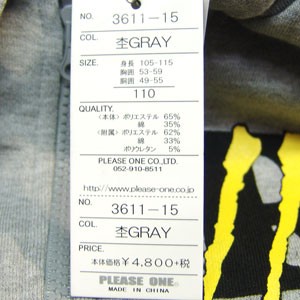 NO. 3611-15
COL. 杢GRAY
SIZE. 身長 105-115
胸囲 53-59
胴囲 49-55
110
QUALITY.
〈本体〉ポリエステル 65%
綿 35%
〈附属〉ポリエステル 62%
綿 33%
ポリウレタン 5%
PLEASE ONE CO.,LTD.
052-910-8511
http://www.please-one.co.jp
NO. 3611-15
COL. 杢GRAY
PRICE.
本体価格 ¥4,800+税
PLEASE ONE.
MADE IN CHINA